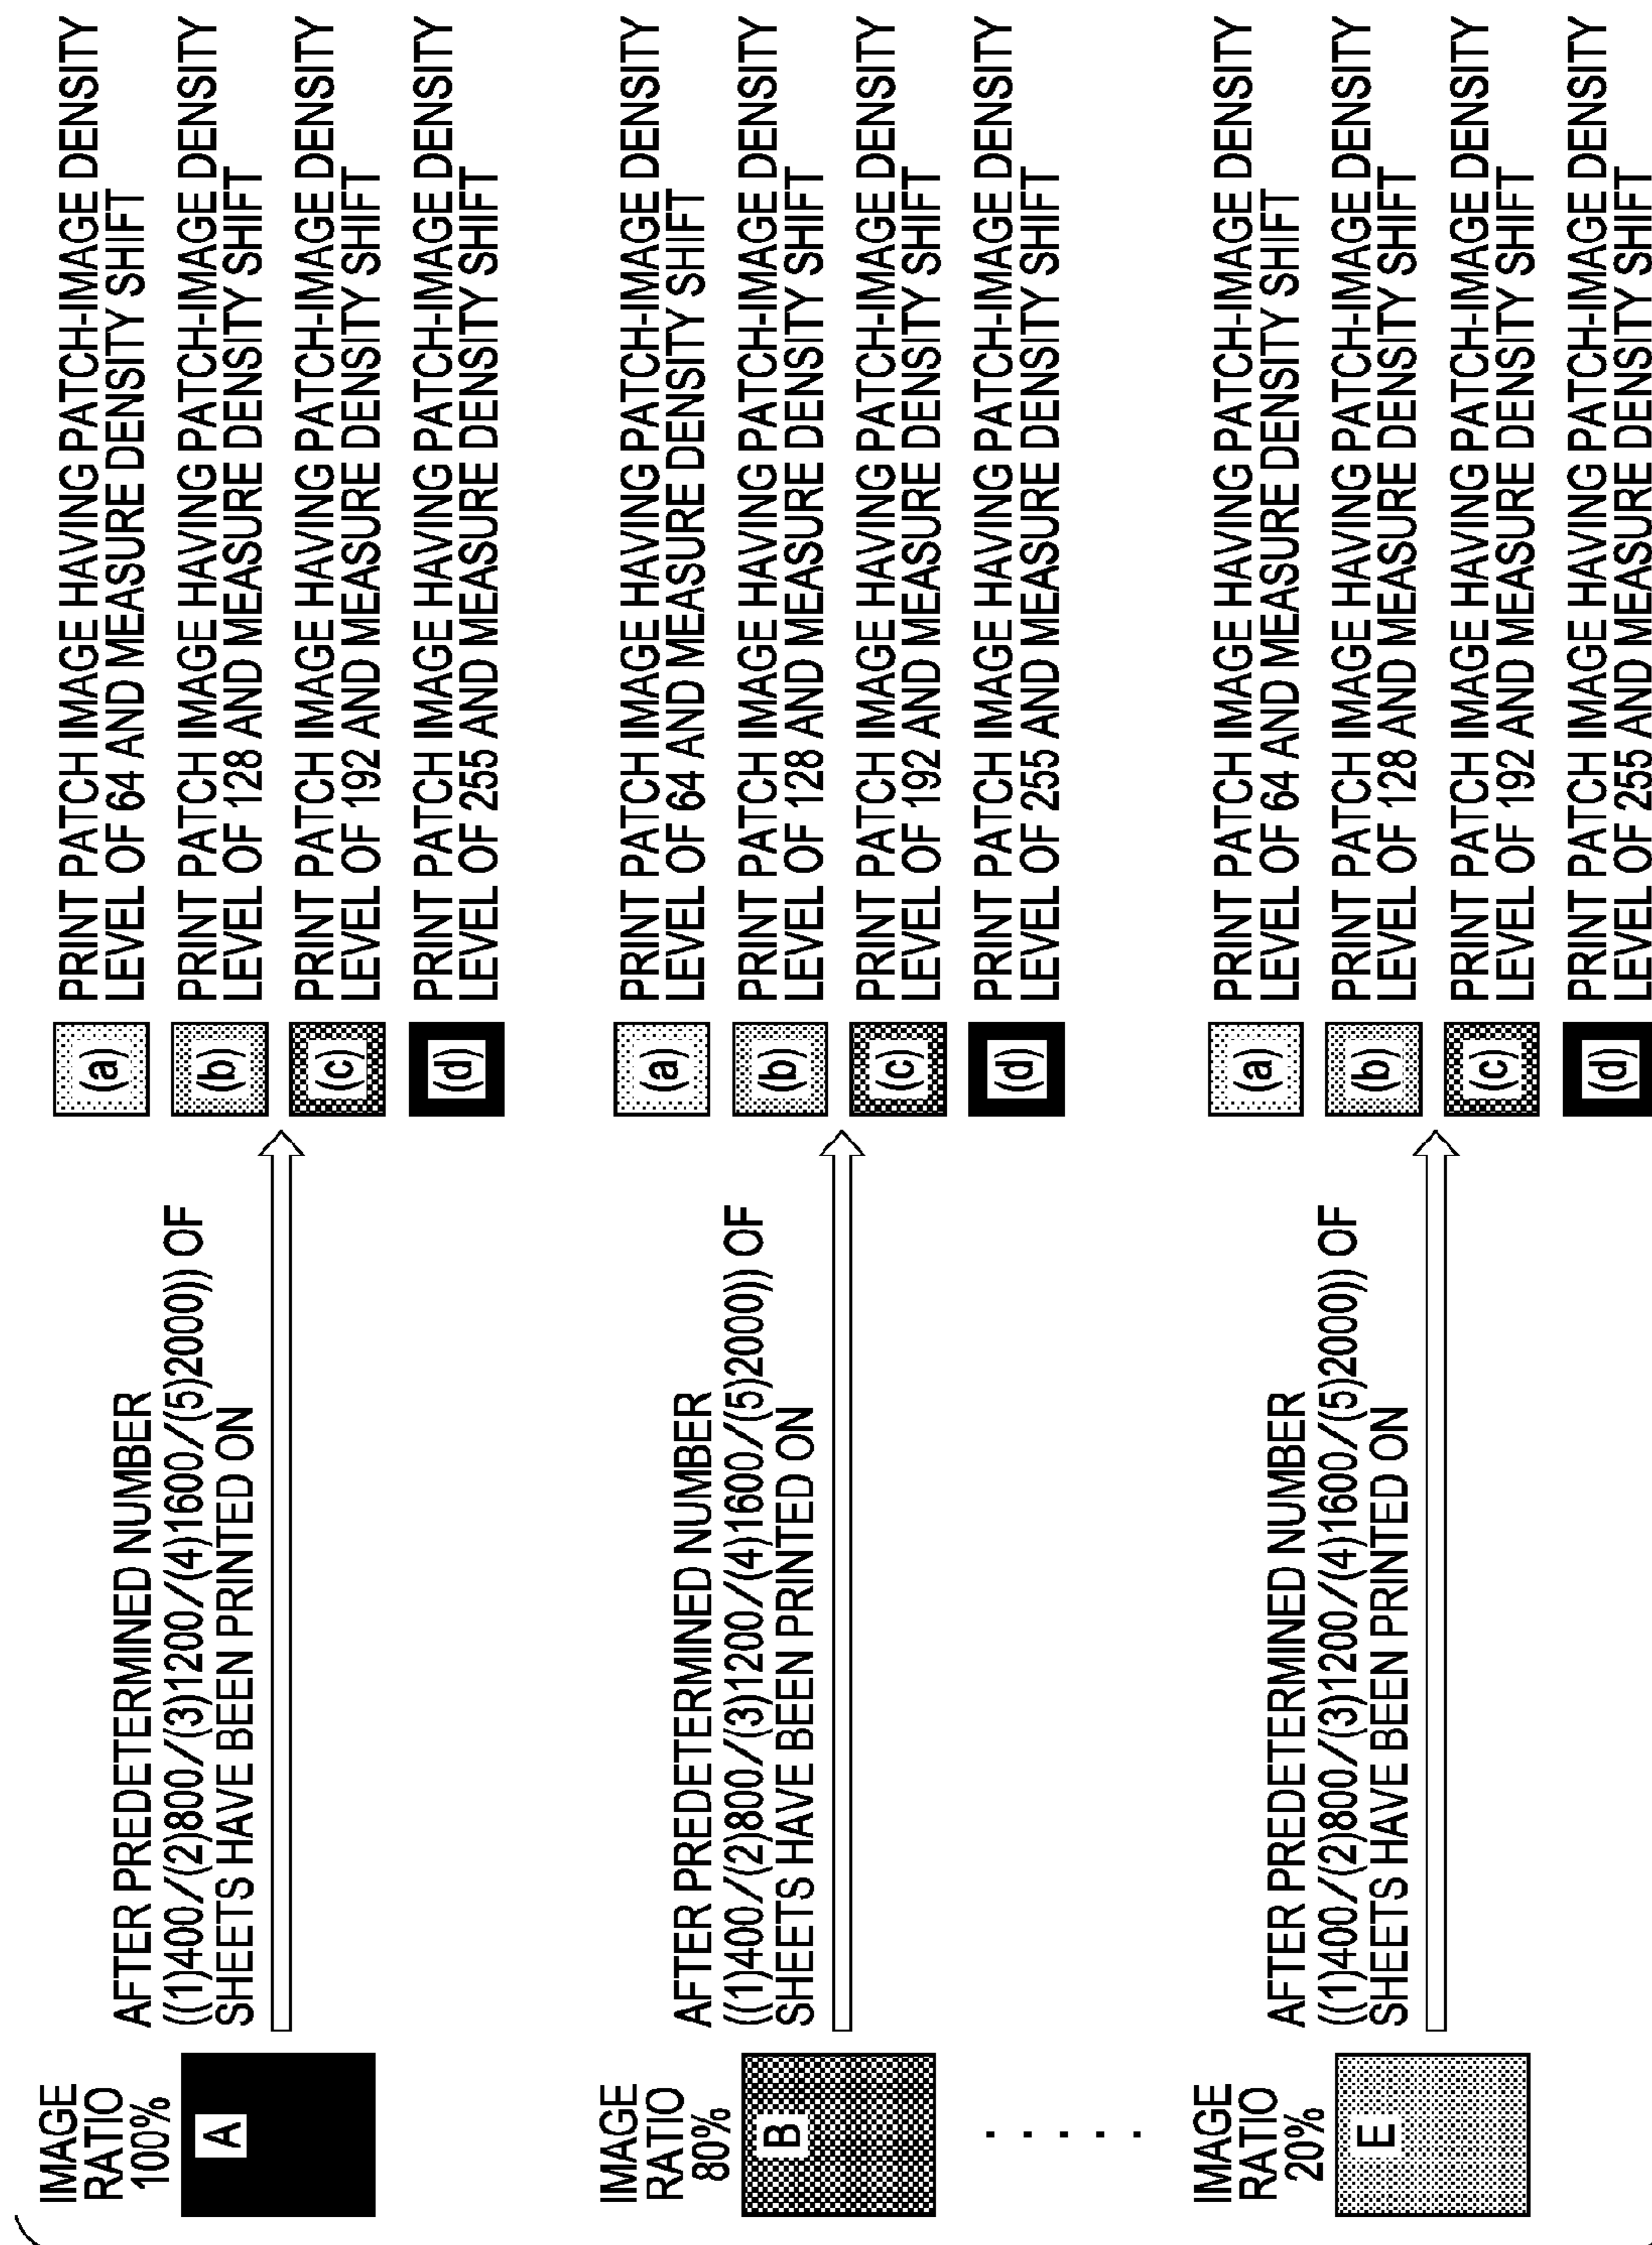 IMAGE
RATIO
100%
A
AFTER PREDETERMINED NUMBER
((1)400/(2)800/(3)1200/(4)1600/(5)2000)) OF
SHEETS HAVE BEEN PRINTED ON
(a)
PRINT PATCH IMAGE HAVING PATCH-IMAGE DENSITY
LEVEL OF 64 AND MEASURE DENSITY SHIFT
(b)
PRINT PATCH IMAGE HAVING PATCH-IMAGE DENSITY
LEVEL OF 128 AND MEASURE DENSITY SHIFT
(c)
PRINT PATCH IMAGE HAVING PATCH-IMAGE DENSITY
LEVEL OF 192 AND MEASURE DENSITY SHIFT
(d)
PRINT PATCH IMAGE HAVING PATCH-IMAGE DENSITY
LEVEL OF 255 AND MEASURE DENSITY SHIFT
IMAGE
RATIO
80%
B
AFTER PREDETERMINED NUMBER
((1)400/(2)800/(3)1200/(4)1600/(5)2000)) OF
SHEETS HAVE BEEN PRINTED ON
(a)
PRINT PATCH IMAGE HAVING PATCH-IMAGE DENSITY
LEVEL OF 64 AND MEASURE DENSITY SHIFT
(b)
PRINT PATCH IMAGE HAVING PATCH-IMAGE DENSITY
LEVEL OF 128 AND MEASURE DENSITY SHIFT
(c)
PRINT PATCH IMAGE HAVING PATCH-IMAGE DENSITY
LEVEL OF 192 AND MEASURE DENSITY SHIFT
(d)
PRINT PATCH IMAGE HAVING PATCH-IMAGE DENSITY
LEVEL OF 255 AND MEASURE DENSITY SHIFT
. . . . .
IMAGE
RATIO
20%
E
AFTER PREDETERMINED NUMBER
((1)400/(2)800/(3)1200/(4)1600/(5)2000)) OF
SHEETS HAVE BEEN PRINTED ON
(a)
PRINT PATCH IMAGE HAVING PATCH-IMAGE DENSITY
LEVEL OF 64 AND MEASURE DENSITY SHIFT
(b)
PRINT PATCH IMAGE HAVING PATCH-IMAGE DENSITY
LEVEL OF 128 AND MEASURE DENSITY SHIFT
(c)
PRINT PATCH IMAGE HAVING PATCH-IMAGE DENSITY
LEVEL OF 192 AND MEASURE DENSITY SHIFT
(d)
PRINT PATCH IMAGE HAVING PATCH-IMAGE DENSITY
LEVEL OF 255 AND MEASURE DENSITY SHIFT